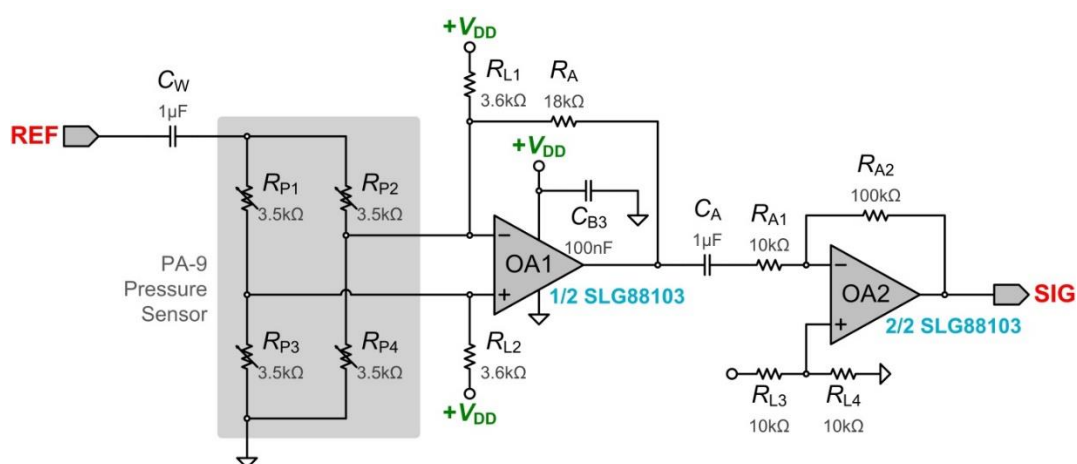 +VDD
RL1
3.6kΩ
RA
18kΩ
CW
1µF
REF
+VDD
RP1
3.5kΩ
RP2
3.5kΩ
CB3
100nF
RA2
100kΩ
CA
1µF
RA1
10kΩ
−
OA1
+
1/2 SLG88103
PA-9
Pressure
Sensor
−
OA2
+
2/2 SLG88103
SIG
RP3
3.5kΩ
RP4
3.5kΩ
RL2
3.6kΩ
+VDD
RL3
10kΩ
RL4
10kΩ